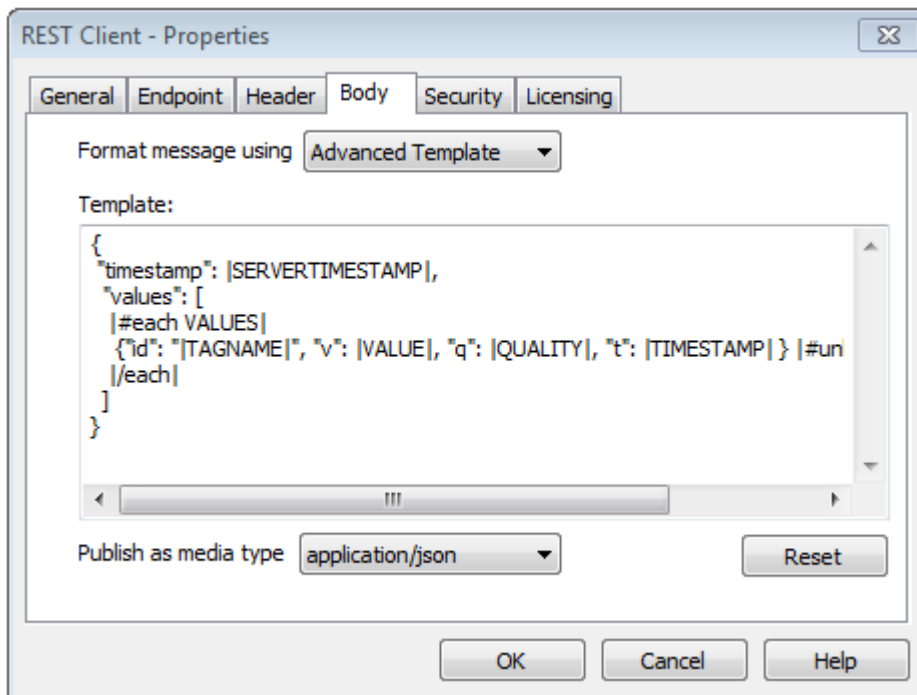 REST Client - Properties
General Endpoint Header Body Security Licensing
Format message using Advanced Template
Template:
{
"timestamp": |SERVERTIMESTAMP|,
"values": [
|#each VALUES|
{"id": "|TAGNAME|", "v": |VALUE|, "q": |QUALITY|, "t": |TIMESTAMP| } |#unl
|/each|
]
}
Publish as media type application/json Reset
OK Cancel Help